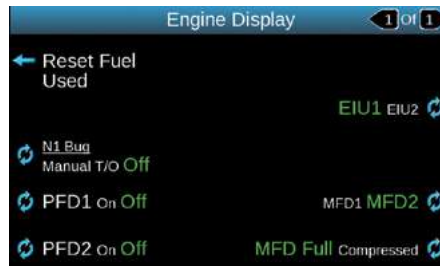 Engine Display 1 Of 1
Reset Fuel
Used
EIU1 EIU2
N1 Bug
Manual T/O Off
PFD1 On Off MFD1 MFD2
PFD2 On Off MFD Full Compressed